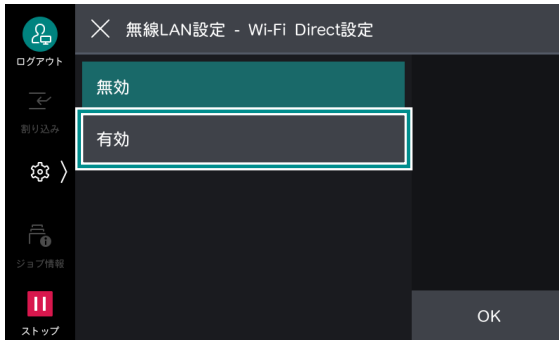 無線LAN設定 - Wi-Fi Direct設定
ログアウト
無効
割り込み
有効
ジョブ情報
ストップ
OK